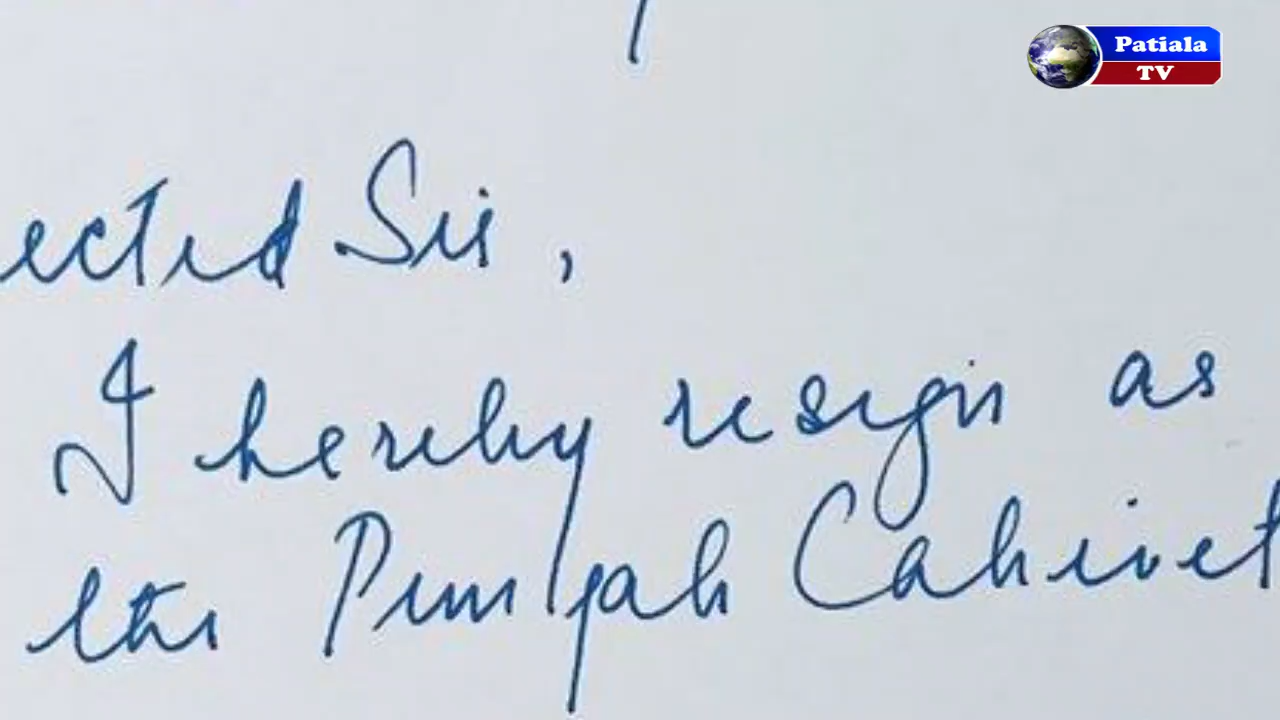 Patiala
TV
ected Sir,
I hereby resign as
the Punjab Cabinet